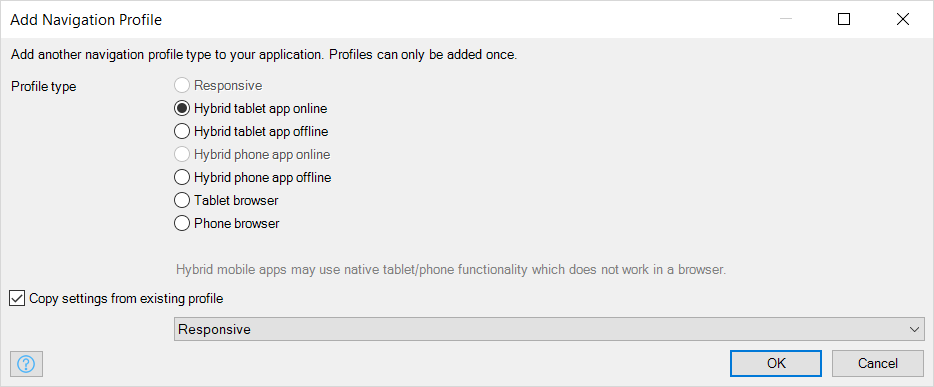 Add Navigation Profile
Add another navigation profile type to your application. Profiles can only be added once.
Profile type
Responsive
Hybrid tablet app online
Hybrid tablet app offline
Hybrid phone app online
Hybrid phone app offline
Tablet browser
Phone browser
Hybrid mobile apps may use native tablet/phone functionality which does not work in a browser.
Copy settings from existing profile
Responsive
? OK Cancel